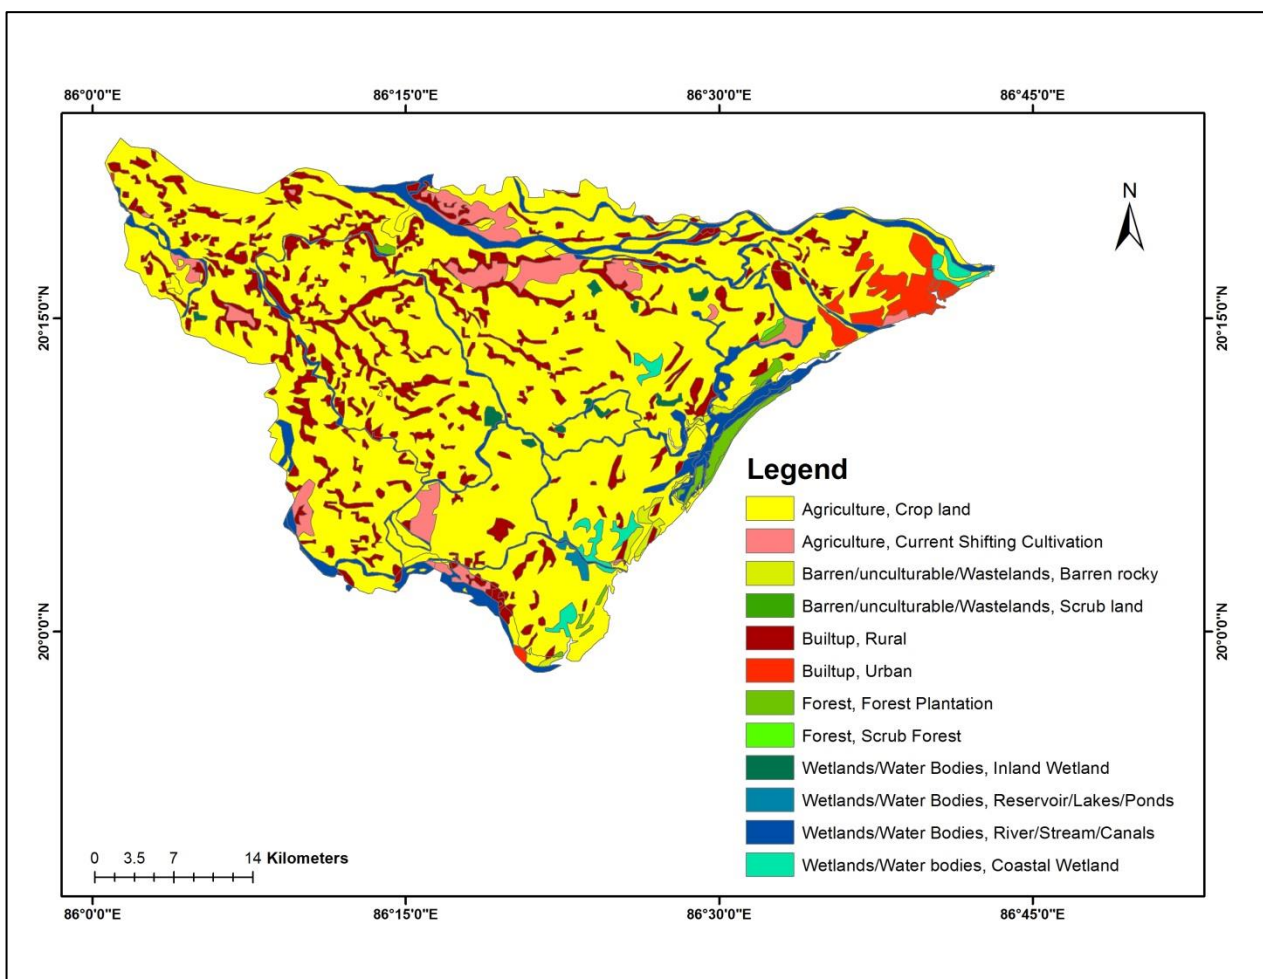 86°0'0"E 86°15'0"E 86°30'0"E 86°45'0"E
N
20°15'0"N 20°15'0"N
Legend
Agriculture, Crop land
Agriculture, Current Shifting Cultivation
Barren/unculturable/Wastelands, Barren rocky
Barren/unculturable/Wastelands, Scrub land
20°0'0"N 20°0'0"N
Builtup, Rural
Builtup, Urban
Forest, Forest Plantation
Forest, Scrub Forest
Wetlands/Water Bodies, Inland Wetland
Wetlands/Water Bodies, Reservoir/Lakes/Ponds
Wetlands/Water Bodies, River/Stream/Canals
Wetlands/Water bodies, Coastal Wetland
0 3.5 7 14 Kilometers
86°0'0"E 86°15'0"E 86°30'0"E 86°45'0"E